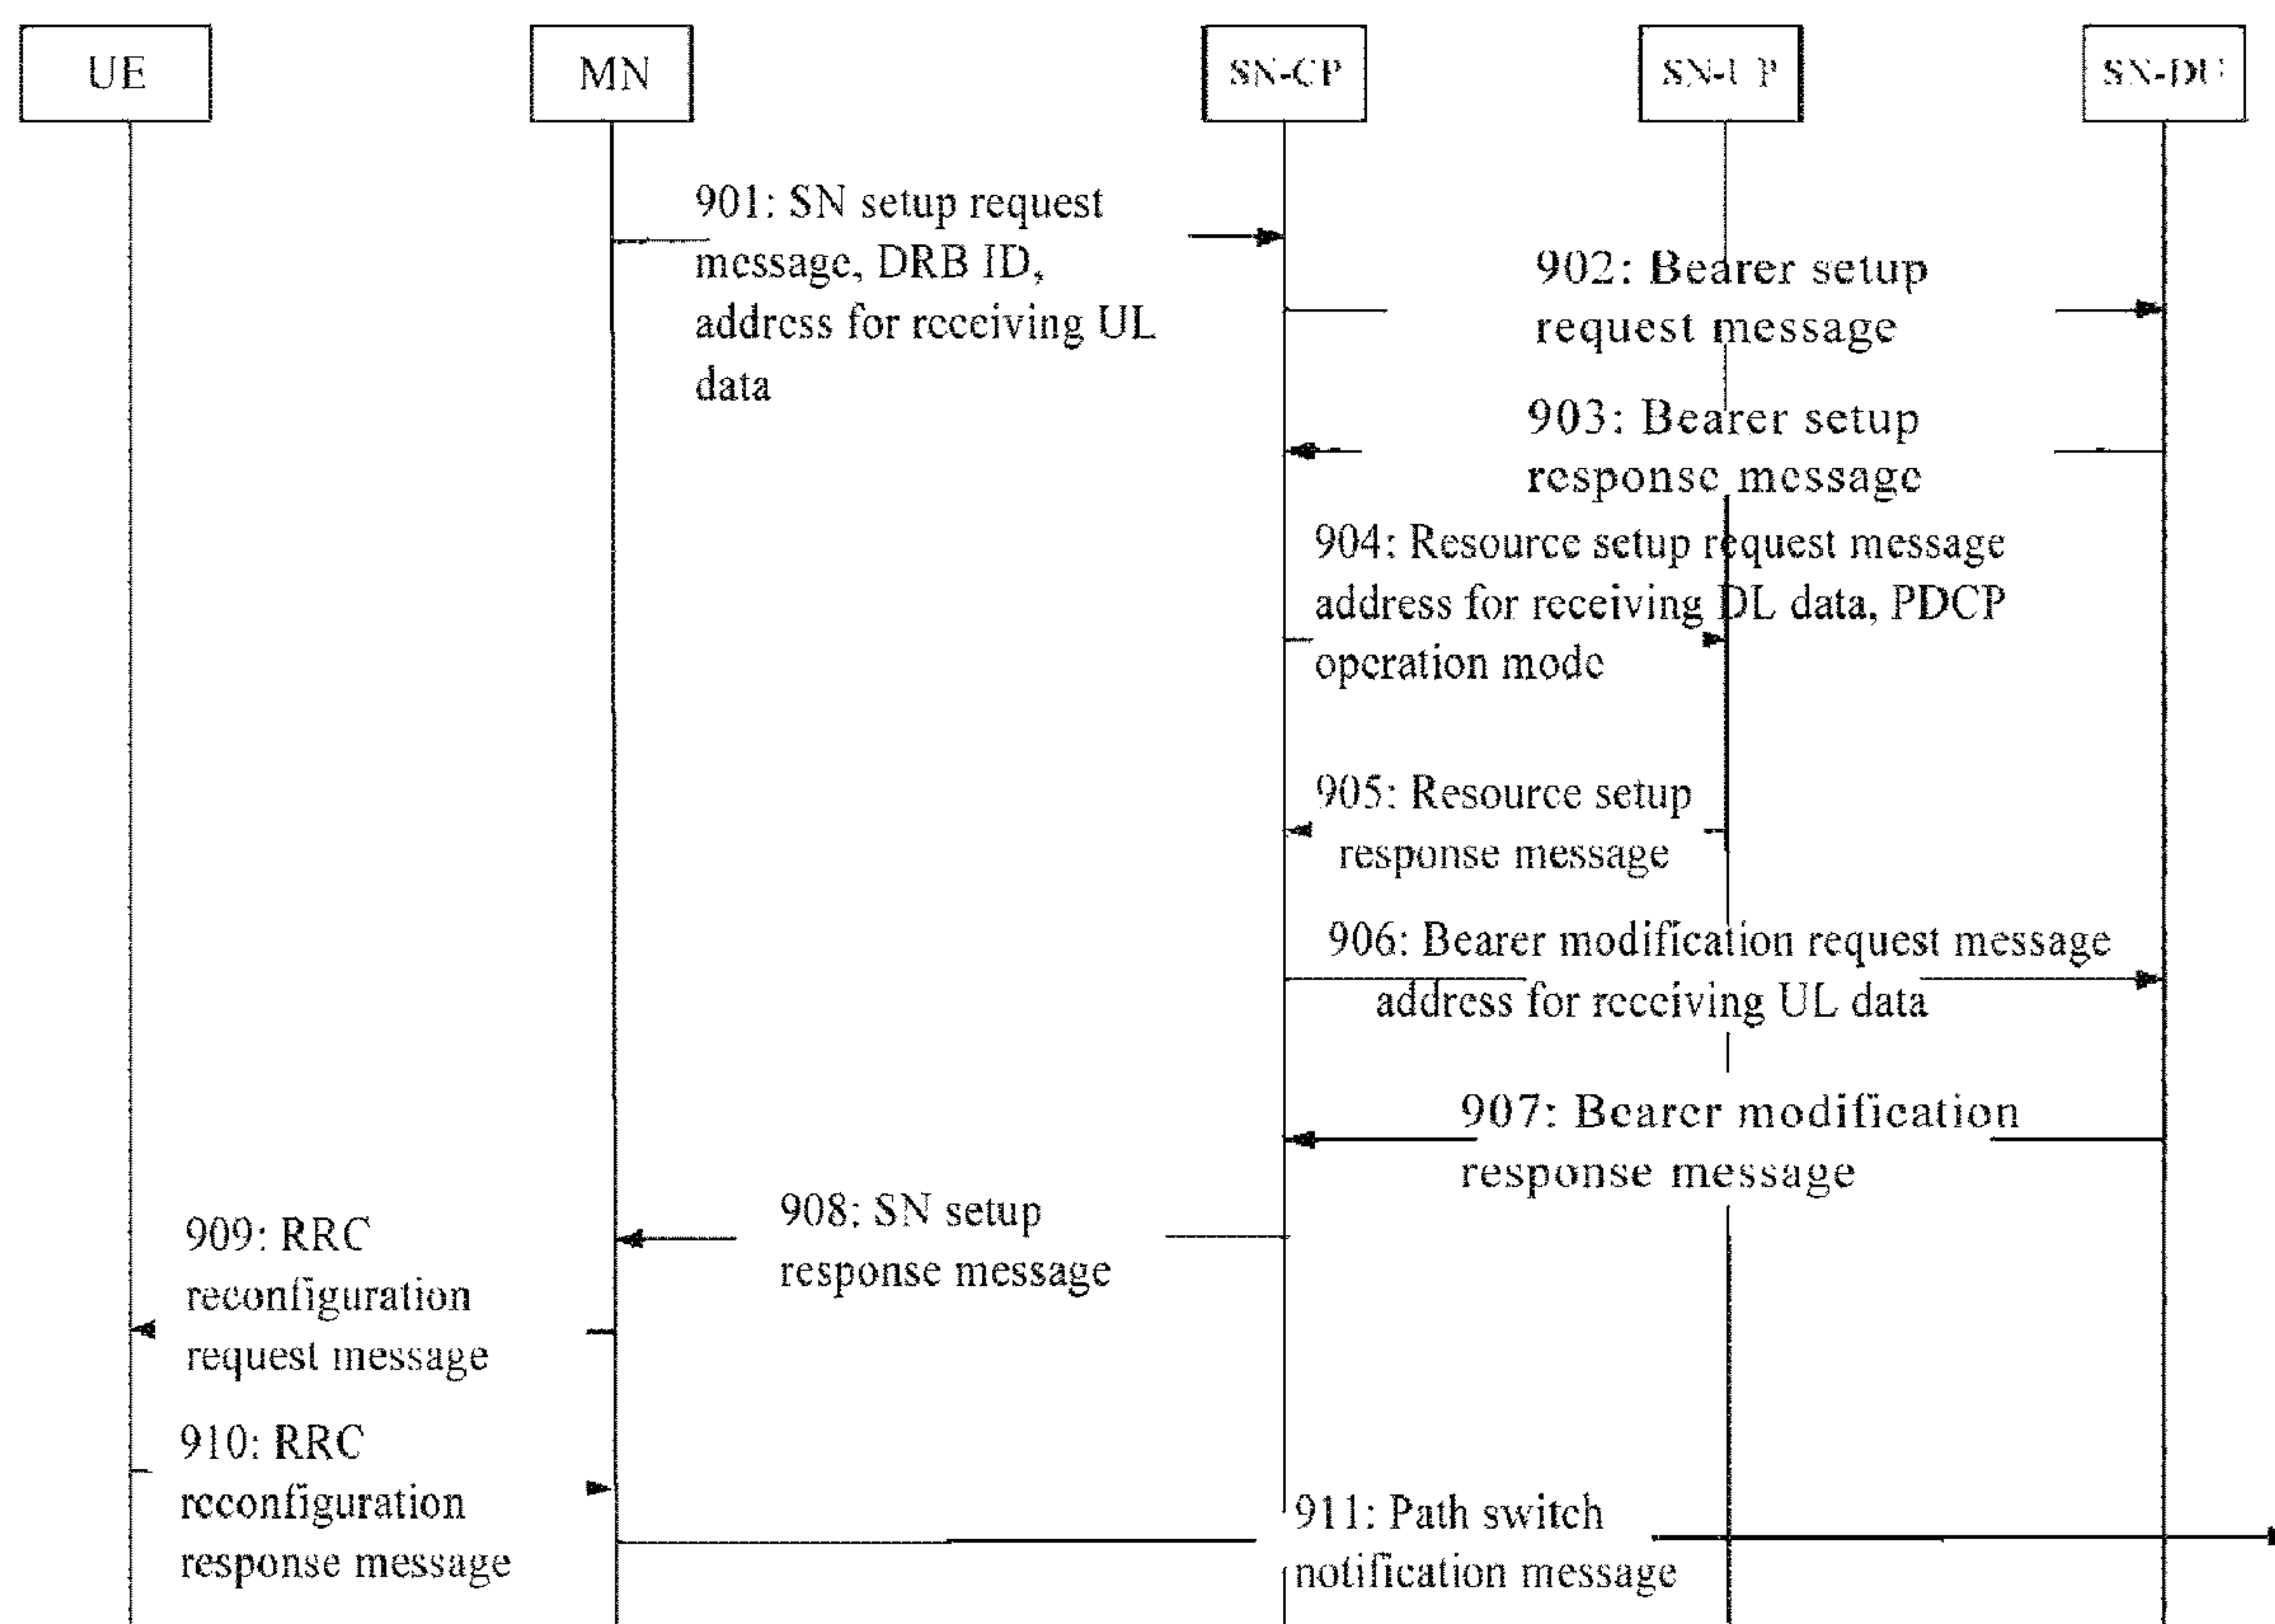 UE
MN
SN-CP
SN-UP
SN-DU
901: SN setup request
message, DRB ID,
address for receiving UL
data
902: Bearer setup
request message
903: Bearer setup
response message
904: Resource setup request message
address for receiving DL data, PDCP
operation mode
905: Resource setup
response message
906: Bearer modification request message
address for receiving UL data
907: Bearer modification
response message
908: SN setup
response message
909: RRC
reconfiguration
request message
910: RRC
reconfiguration
response message
911: Path switch
notification message